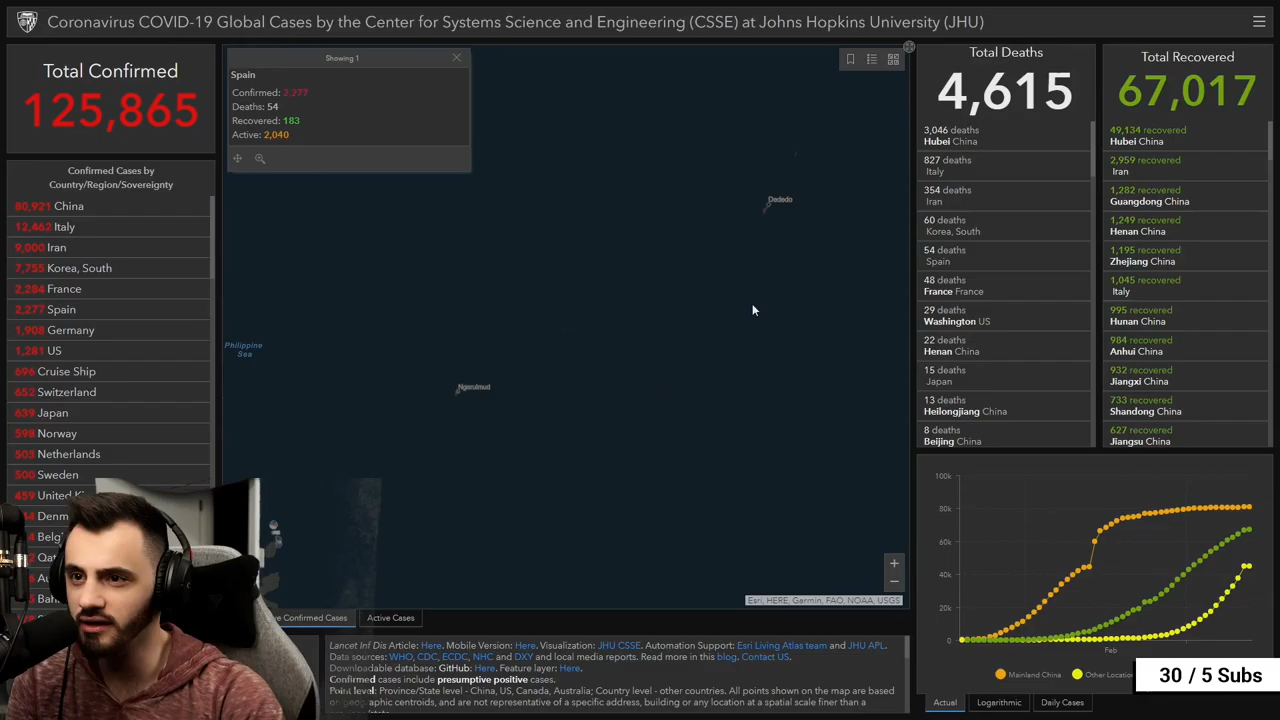 Coronavirus COVID-19 Global Cases by the Center for Systems Science and Engineering (CSSE) at Johns Hopkins University (JHU)
Total Confirmed
125,865
Confirmed Cases by
Country/Region/Sovereignty
80,921 China
12,462 Italy
9,000 Iran
7,755 Korea, South
2,284 France
2,277 Spain
1,908 Germany
1,281 US
696 Cruise Ship
652 Switzerland
639 Japan
598 Norway
503 Netherlands
500 Sweden
459 United
Showing 1
Spain
Confirmed: 2,277
Deaths: 54
Recovered: 183
Active: 2,040
Dededo
Philippine
Sea
Ngerulmud
Esri, HERE, Garmin, FAO, NOAA, USGS
Confirmed Cases
Active Cases
Lancet Inf Dis Article: Here. Mobile Version: Here. Visualization: JHU CSSE. Automation Support: Esri Living Atlas team and JHU APL.
Data sources: WHO, CDC, ECDC, NHC and DXY and local media reports. Read more in this blog. Contact US.
Downloadable database: GitHub: Here. Feature layer: Here.
Confirmed cases include presumptive positive cases.
Point level: Province/State level - China, US, Canada, Australia; Country level - other countries. All points shown on the map are based
on geographic centroids, and are not representative of a specific address, building or any location at a spatial scale finer than a
Total Deaths
4,615
3,046 deaths
Hubei China
827 deaths
Italy
354 deaths
Iran
60 deaths
Korea, South
54 deaths
Spain
48 deaths
France France
29 deaths
Washington US
22 deaths
Henan China
15 deaths
Japan
13 deaths
Heilongjiang China
8 deaths
Beijing China
Total Recovered
67,017
49,134 recovered
Hubei China
2,959 recovered
Iran
1,282 recovered
Guangdong China
1,249 recovered
Henan China
1,195 recovered
Zhejiang China
1,045 recovered
Italy
995 recovered
Hunan China
984 recovered
Anhui China
932 recovered
Jiangxi China
733 recovered
Shandong China
627 recovered
Jiangsu China
100k
80k
60k
40k
20k
0
Feb
Mainland China
Other Locatio
Actual
Logarithmic
Daily Cases
30 / 5 Subs